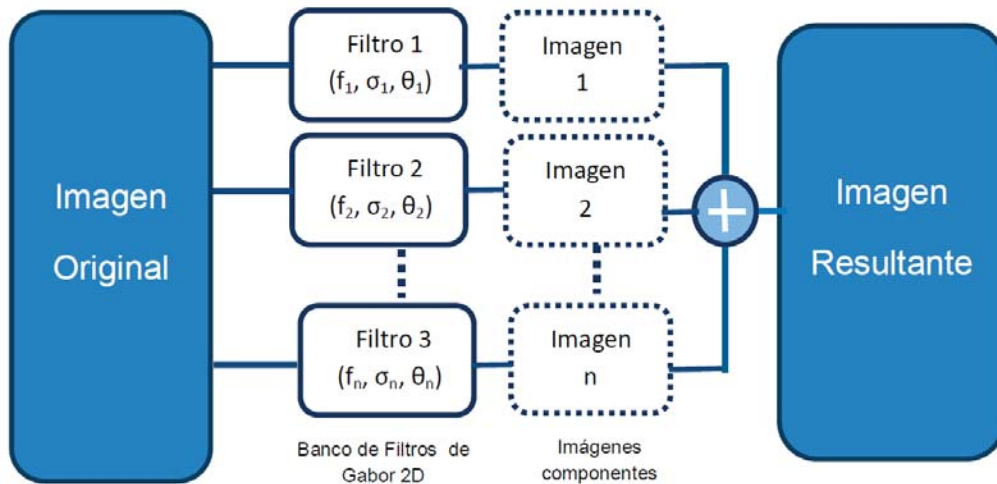 Imagen
Original
Filtro 1
(f₁, σ₁, θ₁)
Imagen
1
Filtro 2
(f₂, σ₂, θ₂)
Imagen
2
Filtro 3
(fₙ, σₙ, θₙ)
Imagen
n
Banco de Filtros de
Gabor 2D
Imágenes
componentes
+
Imagen
Resultante